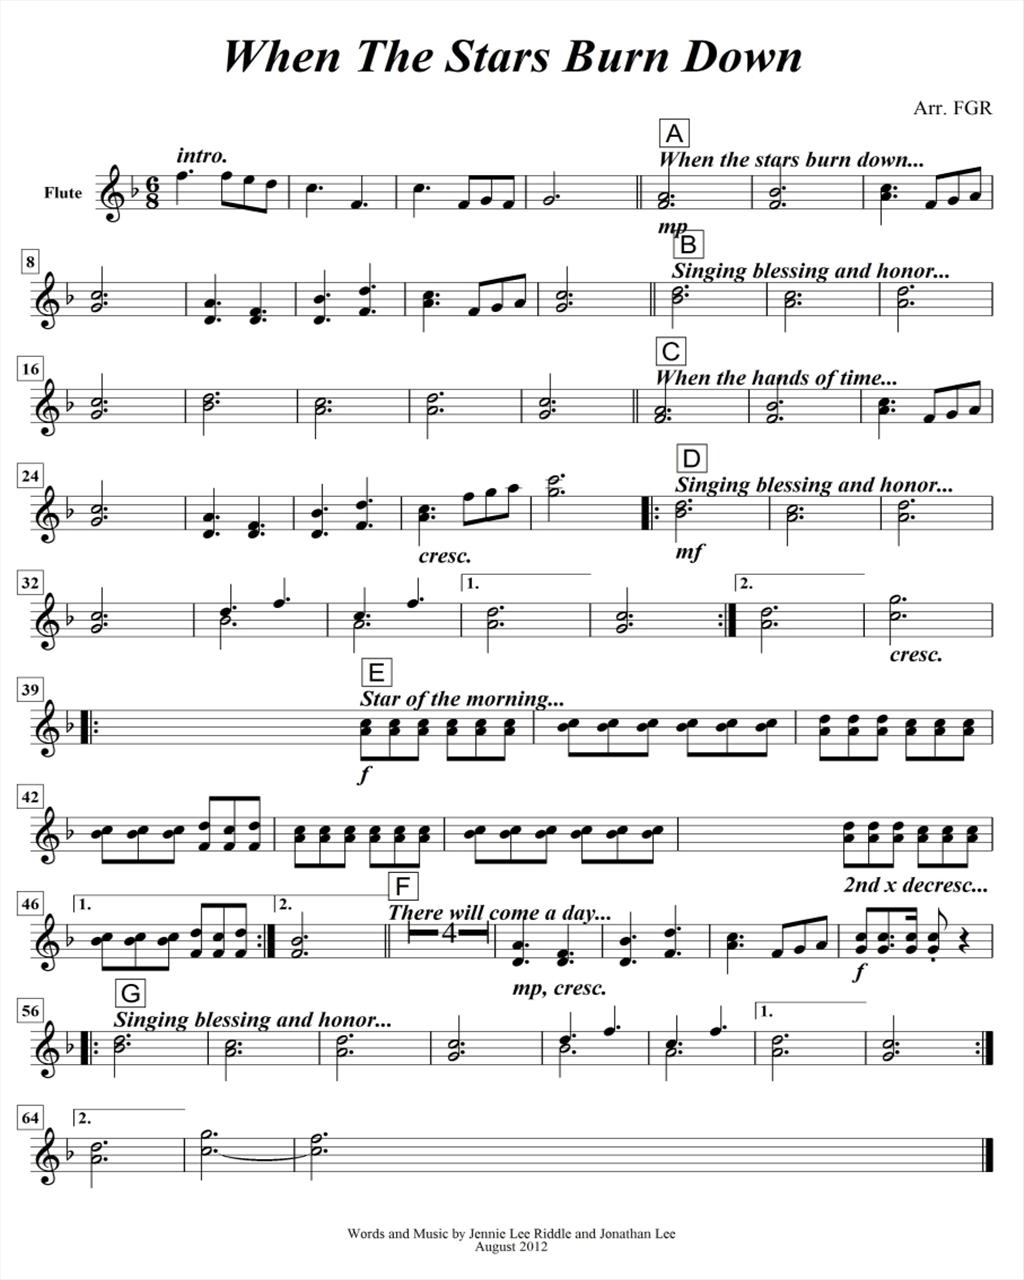 When The Stars Burn Down
Arr. FGR
A
intro.
When the stars burn down...
Flute
6
8
mp
8
B
Singing blessing and honor...
16
C
When the hands of time...
24
D
Singing blessing and honor...
cresc.
mf
32
1.
2.
cresc.
39
E
Star of the morning...
f
42
2nd x decresc...
46
1.
2.
F
There will come a day...
4
mp, cresc.
f
56
G
Singing blessing and honor...
1.
64
2.
Words and Music by Jennie Lee Riddle and Jonathan Lee
August 2012